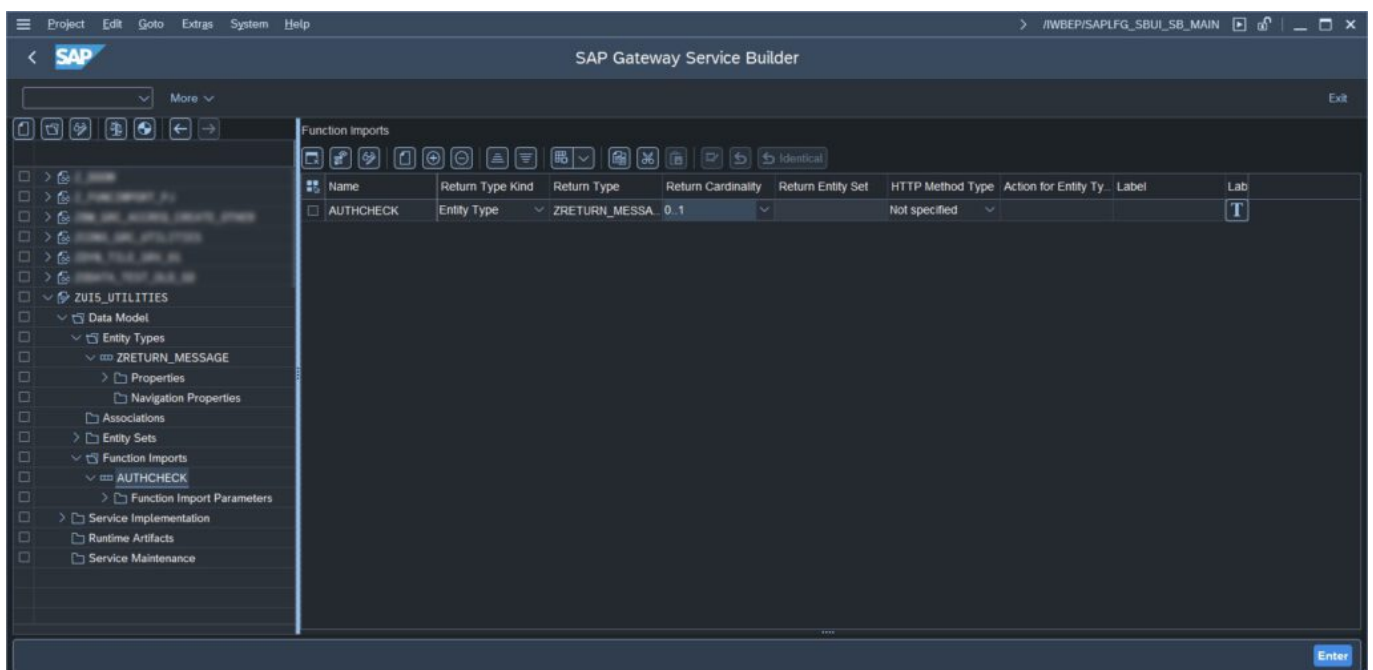 Project Edit Goto Extras System Help
/IWBEP/SAPLFG_SBUI_SB_MAIN
SAP
SAP Gateway Service Builder
More
Exit
Function Imports
Identical
Name Return Type Kind Return Type Return Cardinality Return Entity Set HTTP Method Type Action for Entity Ty... Label Lab
AUTHCHECK Entity Type ZRETURN_MESSA... 0..1 Not specified T
ZUI5_UTILITIES
Data Model
Entity Types
ZRETURN_MESSAGE
Properties
Navigation Properties
Associations
Entity Sets
Function Imports
AUTHCHECK
Function Import Parameters
Service Implementation
Runtime Artifacts
Service Maintenance
Enter